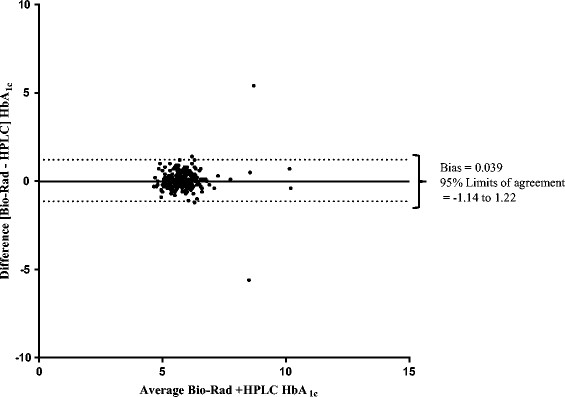 Difference [Bio-Rad - HPLC] HbA1c
10
5
0
-5
-10
0
5
10
15
Average Bio-Rad +HPLC HbA1c
Bias = 0.039
95% Limits of agreement
= -1.14 to 1.22